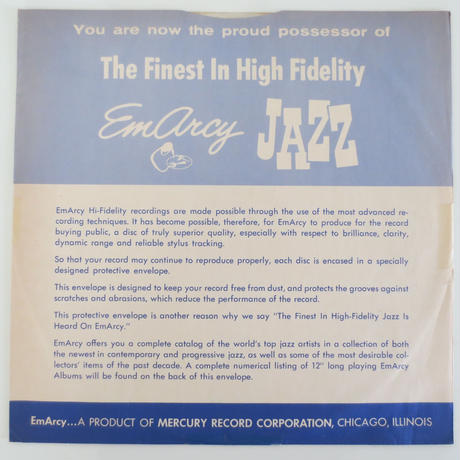 You are now the proud possessor of
The Finest In High Fidelity
EmArcy JAZZ
EmArcy Hi-Fidelity recordings are made possible through the use of the most advanced re-
cording techniques. It has become possible, therefore, for EmArcy to produce for the record
buying public, a disc of truly superior quality, especially with respect to brilliance, clarity,
dynamic range and reliable stylus tracking.
So that your record may continue to reproduce properly, each disc is encased in a specially
designed protective envelope.
This envelope is designed to keep your record free from dust, and protects the grooves against
scratches and abrasions, which reduce the performance of the record.
This protective envelope is another reason why we say "The Finest In High-Fidelity Jazz Is
Heard On EmArcy."
EmArcy offers you a complete catalog of the world's top jazz artists in a collection of both
the newest in contemporary and progressive jazz, as well as some of the most desirable col-
lectors' items of the past decade. A complete numerical listing of 12" long playing EmArcy
Albums will be found on the back of this envelope.
EmArcy...A PRODUCT OF MERCURY RECORD CORPORATION, CHICAGO, ILLINOIS